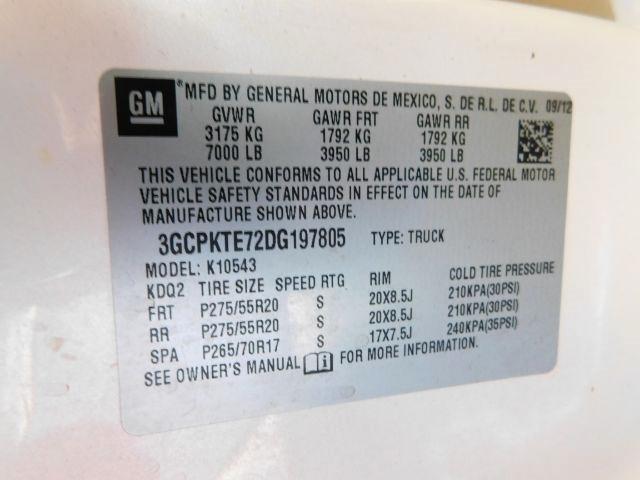 GM
®MFD BY GENERAL MOTORS DE MEXICO, S. DE R.L. DE C.V. 09/12
GVWR GAWR FRT GAWR RR
3175 KG 1792 KG 1792 KG
7000 LB 3950 LB 3950 LB
THIS VEHICLE CONFORMS TO ALL APPLICABLE U.S. FEDERAL MOTOR
VEHICLE SAFETY STANDARDS IN EFFECT ON THE DATE OF
MANUFACTURE SHOWN ABOVE.
3GCPKTE72DG197805 TYPE: TRUCK
MODEL: K10543
KDQ2 TIRE SIZE SPEED RTG RIM COLD TIRE PRESSURE
FRT P275/55R20 S 20X8.5J 210KPA(30PSI)
RR P275/55R20 S 20X8.5J 210KPA(30PSI)
SPA P265/70R17 S 17X7.5J 240KPA(35PSI)
SEE OWNER'S MANUAL i FOR MORE INFORMATION.